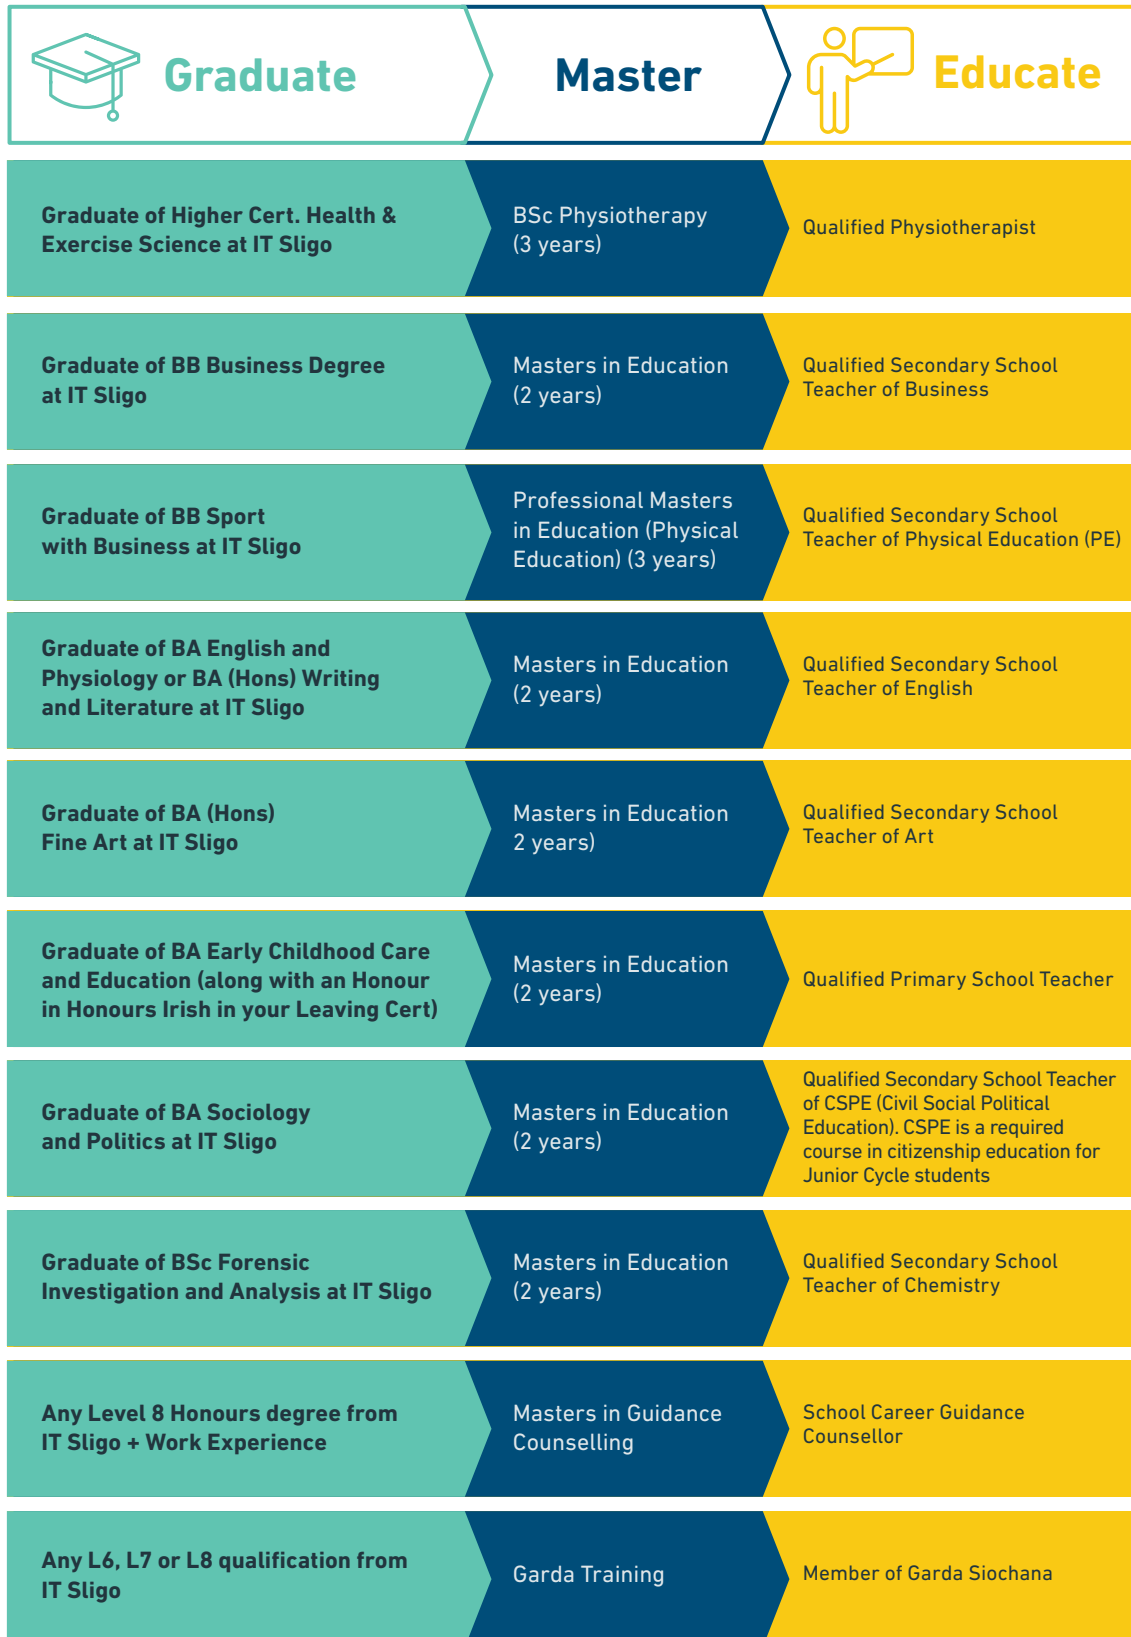 Graduate
Master
Educate
Graduate of Higher Cert. Health &
Exercise Science at IT Sligo
BSc Physiotherapy
(3 years)
Qualified Physiotherapist
Graduate of BB Business Degree
at IT Sligo
Masters in Education
(2 years)
Qualified Secondary School
Teacher of Business
Graduate of BB Sport
with Business at IT Sligo
Professional Masters
in Education (Physical
Education) (3 years)
Qualified Secondary School
Teacher of Physical Education (PE)
Graduate of BA English and
Physiology or BA (Hons) Writing
and Literature at IT Sligo
Masters in Education
(2 years)
Qualified Secondary School
Teacher of English
Graduate of BA (Hons)
Fine Art at IT Sligo
Masters in Education
2 years)
Qualified Secondary School
Teacher of Art
Graduate of BA Early Childhood Care
and Education (along with an Honour
in Honours Irish in your Leaving Cert)
Masters in Education
(2 years)
Qualified Primary School Teacher
Graduate of BA Sociology
and Politics at IT Sligo
Masters in Education
(2 years)
Qualified Secondary School Teacher
of CSPE (Civil Social Political
Education). CSPE is a required
course in citizenship education for
Junior Cycle students
Graduate of BSc Forensic
Investigation and Analysis at IT Sligo
Masters in Education
(2 years)
Qualified Secondary School
Teacher of Chemistry
Any Level 8 Honours degree from
IT Sligo + Work Experience
Masters in Guidance
Counselling
School Career Guidance
Counsellor
Any L6, L7 or L8 qualification from
IT Sligo
Garda Training
Member of Garda Siochana